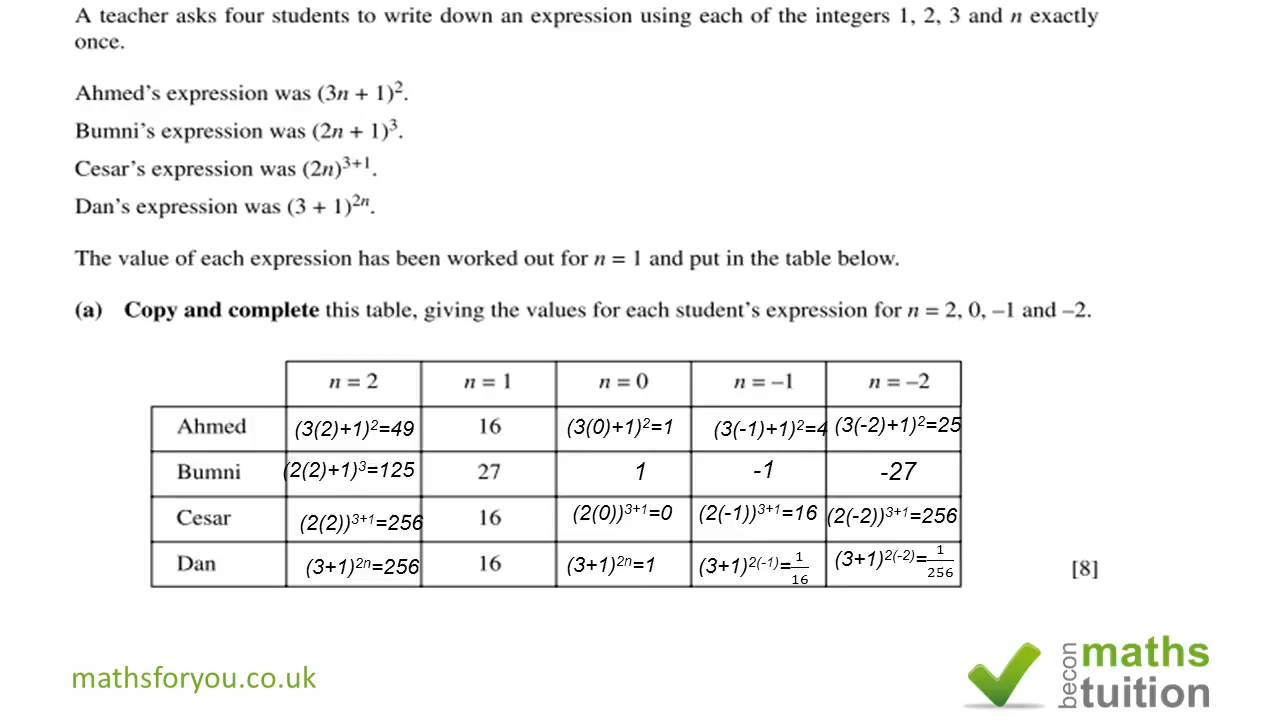 A teacher asks four students to write down an expression using each of the integers 1, 2, 3 and n exactly
once.
Ahmed's expression was (3n + 1)².
Bumni's expression was (2n + 1)³.
Cesar's expression was (2n)³⁺¹.
Dan's expression was (3 + 1)²ⁿ.
The value of each expression has been worked out for n = 1 and put in the table below.
(a) Copy and complete this table, giving the values for each student's expression for n = 2, 0, –1 and –2.
n = 2 n = 1 n = 0 n = –1 n = –2
Ahmed (3(2)+1)²=49 16 (3(0)+1)²=1 (3(-1)+1)²=4 (3(-2)+1)²=25
Bumni (2(2)+1)³=125 27 1 -1 -27
Cesar (2(2))³⁺¹=256 16 (2(0))³⁺¹=0 (2(-1))³⁺¹=16 (2(-2))³⁺¹=256
Dan (3+1)²ⁿ=256 16 (3+1)²ⁿ=1 (3+1)²⁽⁻¹⁾=1/16 (3+1)²⁽⁻²⁾=1/256 [8]
mathsforyou.co.uk
becon maths
tuition